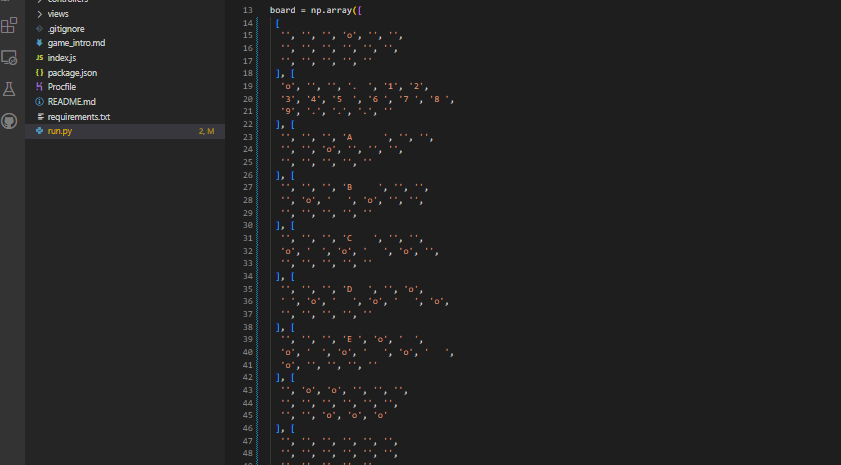 views
.gitignore
game_intro.md
JS index.js
{} package.json
Procfile
README.md
requirements.txt
run.py 2, M
13 board = np.array([
14 [
15 '', '', '', 'o', '', '',
16 '', '', '', '', '', '',
17 '', '', '', '', ''
18 ], [
19 'o', '', '', '.  ', '1', '2',
20 '3', '4', '5  ', '6 ', '7 ', '8 ',
21 '9', '.', '.', '.', ''
22 ], [
23 '', '', '', 'A      ', '', '',
24 '', '', 'o', '', '', '',
25 '', '', '', '', ''
26 ], [
27 '', '', '', 'B     ', '', '',
28 '', 'o', '   ', 'o', '', '',
29 '', '', '', '', ''
30 ], [
31 '', '', '', 'C    ', '', '',
32 'o', '  ', 'o', '   ', 'o', '',
33 '', '', '', '', ''
34 ], [
35 '', '', '', 'D   ', '', 'o',
36 ' ', 'o', '   ', 'o', '   ', 'o',
37 '', '', '', '', ''
38 ], [
39 '', '', '', 'E ', 'o', '  ',
40 'o', '  ', 'o', '   ', 'o', '   ',
41 'o', '', '', '', ''
42 ], [
43 '', 'o', 'o', '', '', '',
44 '', '', '', '', '', '',
45 '', '', 'o', 'o', 'o'
46 ], [
47 '', '', '', '', '', '',
48 '', '', '', '', '', '',